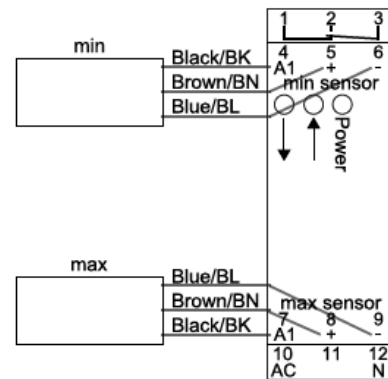 1 2 3
min
Black/BK
4 5 6
A1 + -
Brown/BN
min sensor
Blue/BL
Power
max
Blue/BL
Brown/BN
max sensor
7 8 9
Black/BK
A1 + -
10 11 12
AC N